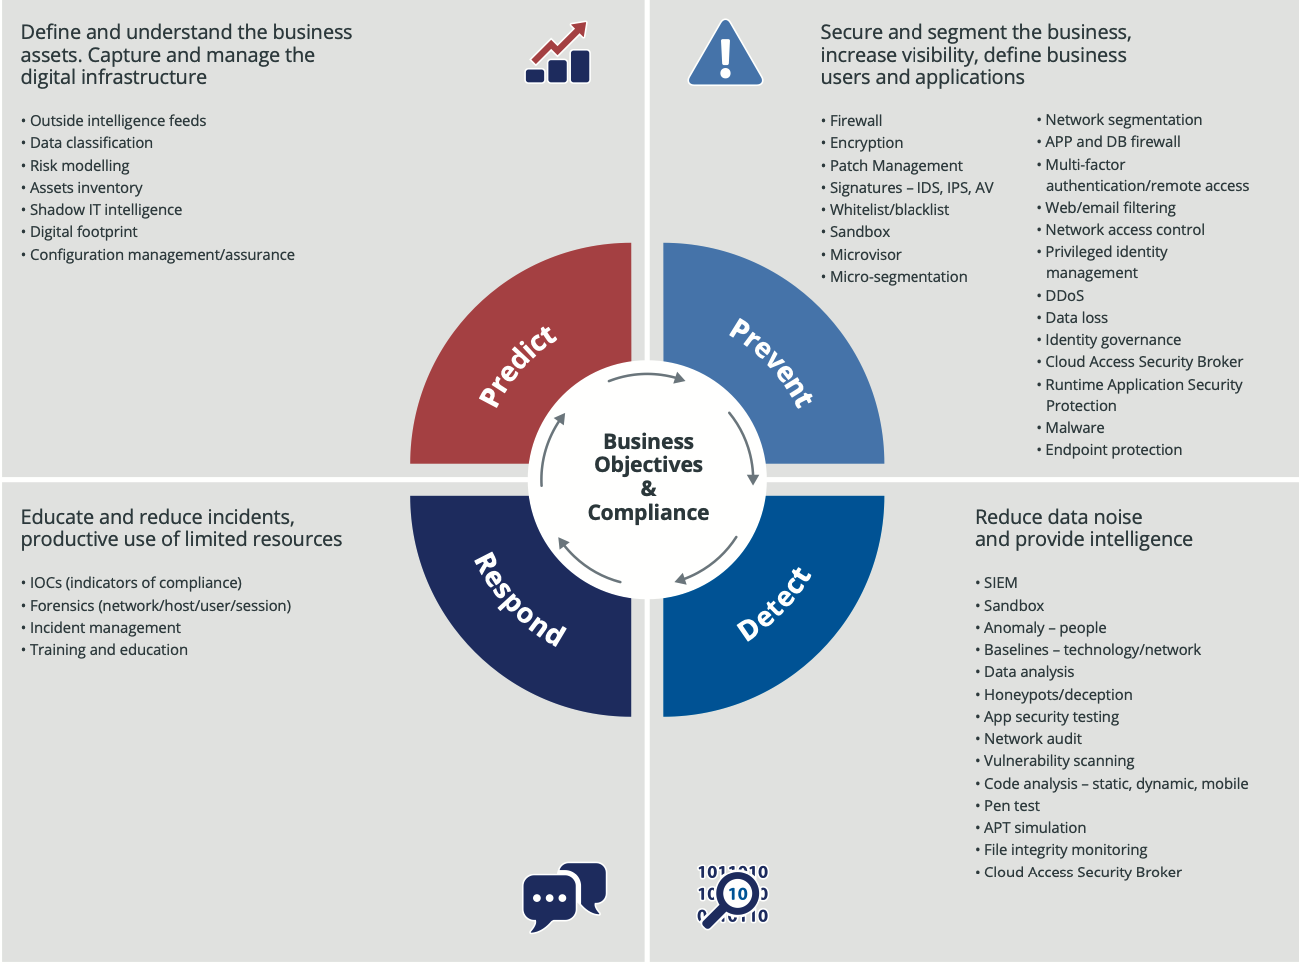 Define and understand the business
assets. Capture and manage the
digital infrastructure
• Outside intelligence feeds
• Data classification
• Risk modelling
• Assets inventory
• Shadow IT intelligence
• Digital footprint
• Configuration management/assurance
Secure and segment the business,
increase visibility, define business
users and applications
• Firewall
• Encryption
• Patch Management
• Signatures – IDS, IPS, AV
• Whitelist/blacklist
• Sandbox
• Microvisor
• Micro-segmentation
• Network segmentation
• APP and DB firewall
• Multi-factor
authentication/remote access
• Web/email filtering
• Network access control
• Privileged identity
management
• DDoS
• Data loss
• Identity governance
• Cloud Access Security Broker
• Runtime Application Security
Protection
• Malware
• Endpoint protection
Predict
Prevent
Business
Objectives
&
Compliance
Respond
Detect
Educate and reduce incidents,
productive use of limited resources
• IOCs (indicators of compliance)
• Forensics (network/host/user/session)
• Incident management
• Training and education
Reduce data noise
and provide intelligence
• SIEM
• Sandbox
• Anomaly – people
• Baselines – technology/network
• Data analysis
• Honeypots/deception
• App security testing
• Network audit
• Vulnerability scanning
• Code analysis – static, dynamic, mobile
• Pen test
• APT simulation
• File integrity monitoring
• Cloud Access Security Broker
10